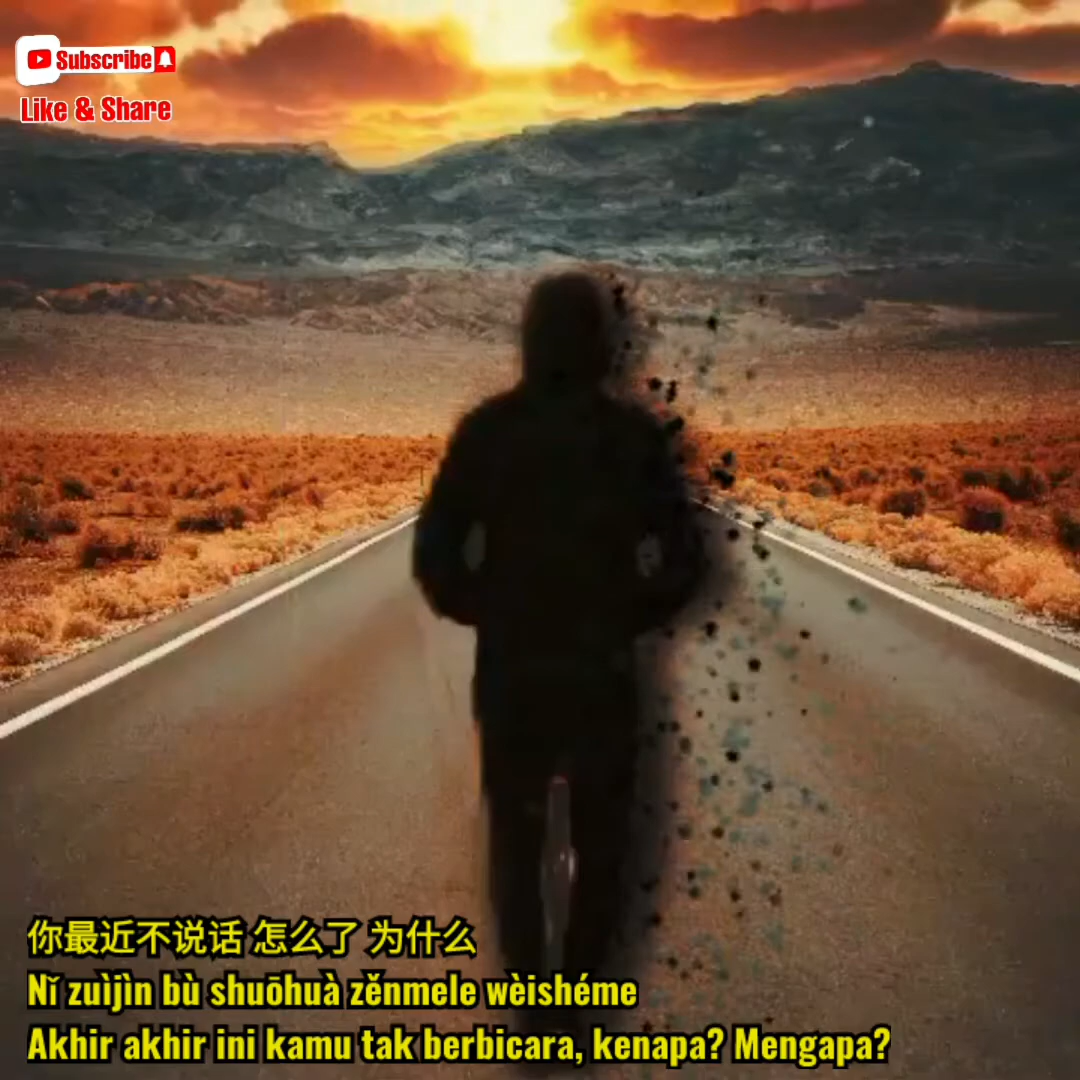 Subscribe
Like & Share
你最近不说话 怎么了 为什么
Nǐ zuìjìn bù shuōhuà zěnmele wèishéme
Akhir akhir ini kamu tak berbicara, kenapa? Mengapa?